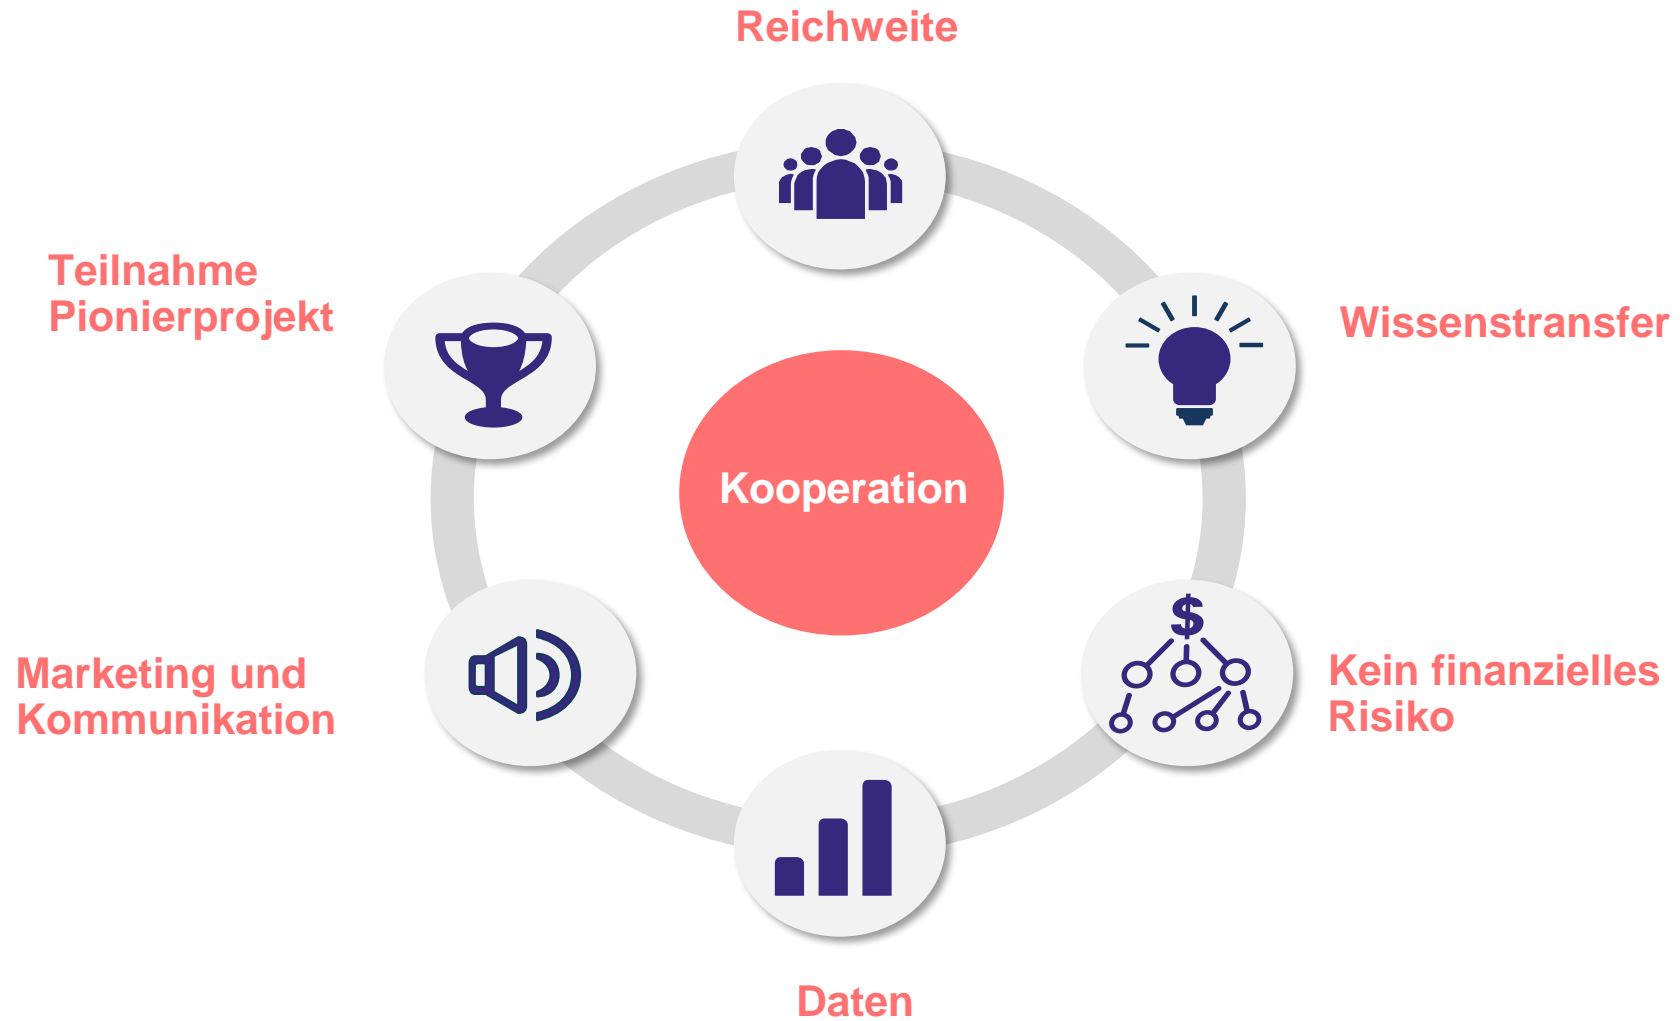 Reichweite
Teilnahme
Pionierprojekt
Wissenstransfer
Kooperation
$
Marketing und
Kommunikation
Kein finanzielles
Risiko
Daten